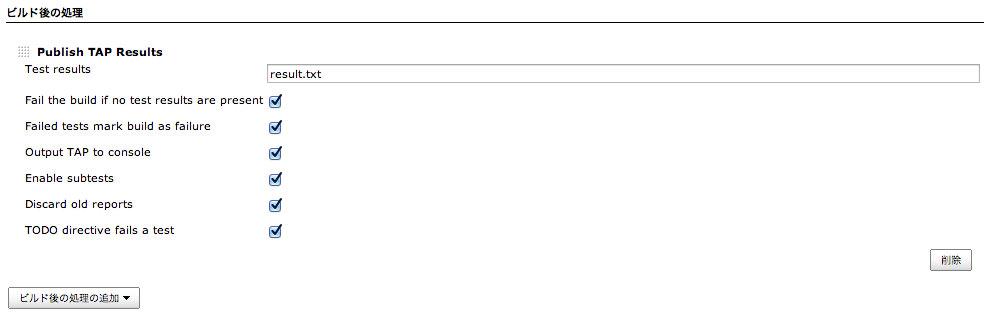 ビルド後の処理
Publish TAP Results
Test results
result.txt
Fail the build if no test results are present
Failed tests mark build as failure
Output TAP to console
Enable subtests
Discard old reports
TODO directive fails a test
削除
ビルド後の処理の追加